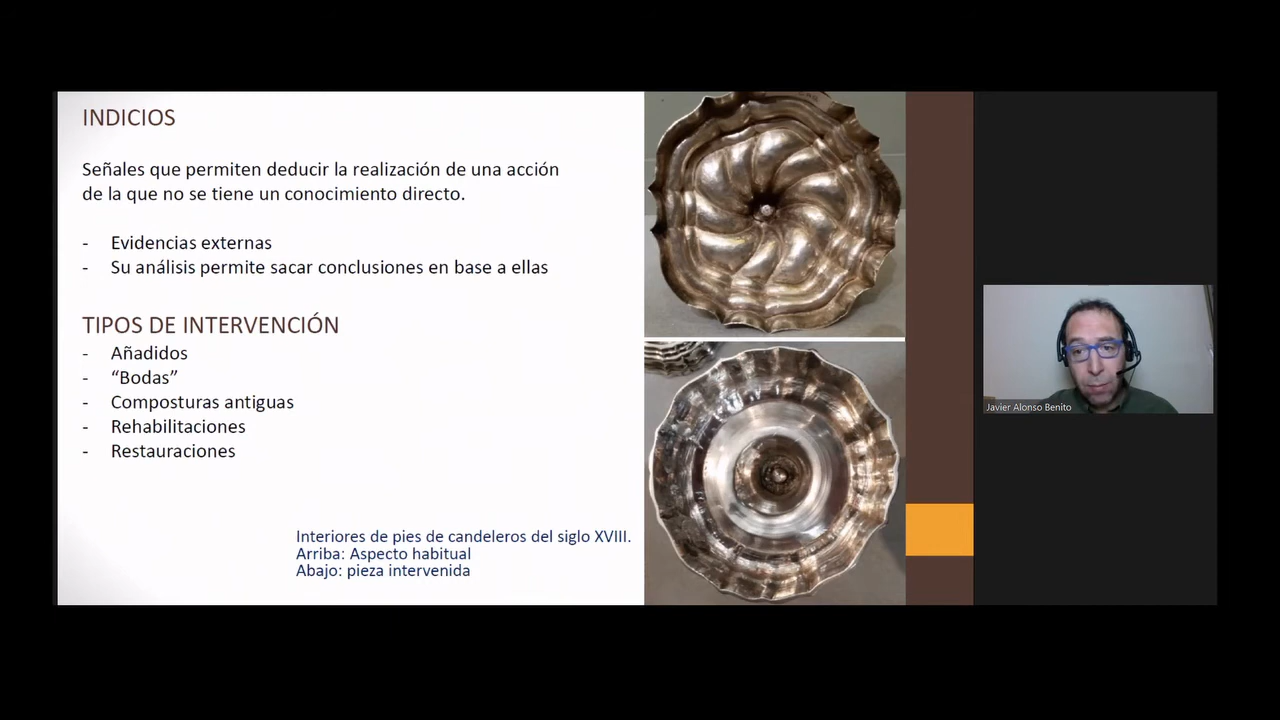 INDICIOS
Señales que permiten deducir la realización de una acción
de la que no se tiene un conocimiento directo.
- Evidencias externas
- Su análisis permite sacar conclusiones en base a ellas
TIPOS DE INTERVENCIÓN
- Añadidos
- “Bodas”
- Composturas antiguas
- Rehabilitaciones
- Restauraciones
Interiores de pies de candeleros del siglo XVIII.
Arriba: Aspecto habitual
Abajo: pieza intervenida
Javier Alonso Benito